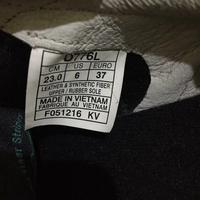 D776L
CM US EURO
23.0 6 37
LEATHER & SYNTHETIC FIBER
UPPER / RUBBER SOLE
MADE IN VIETNAM
FABRIQUE AU VIETNAM
F051216 KV